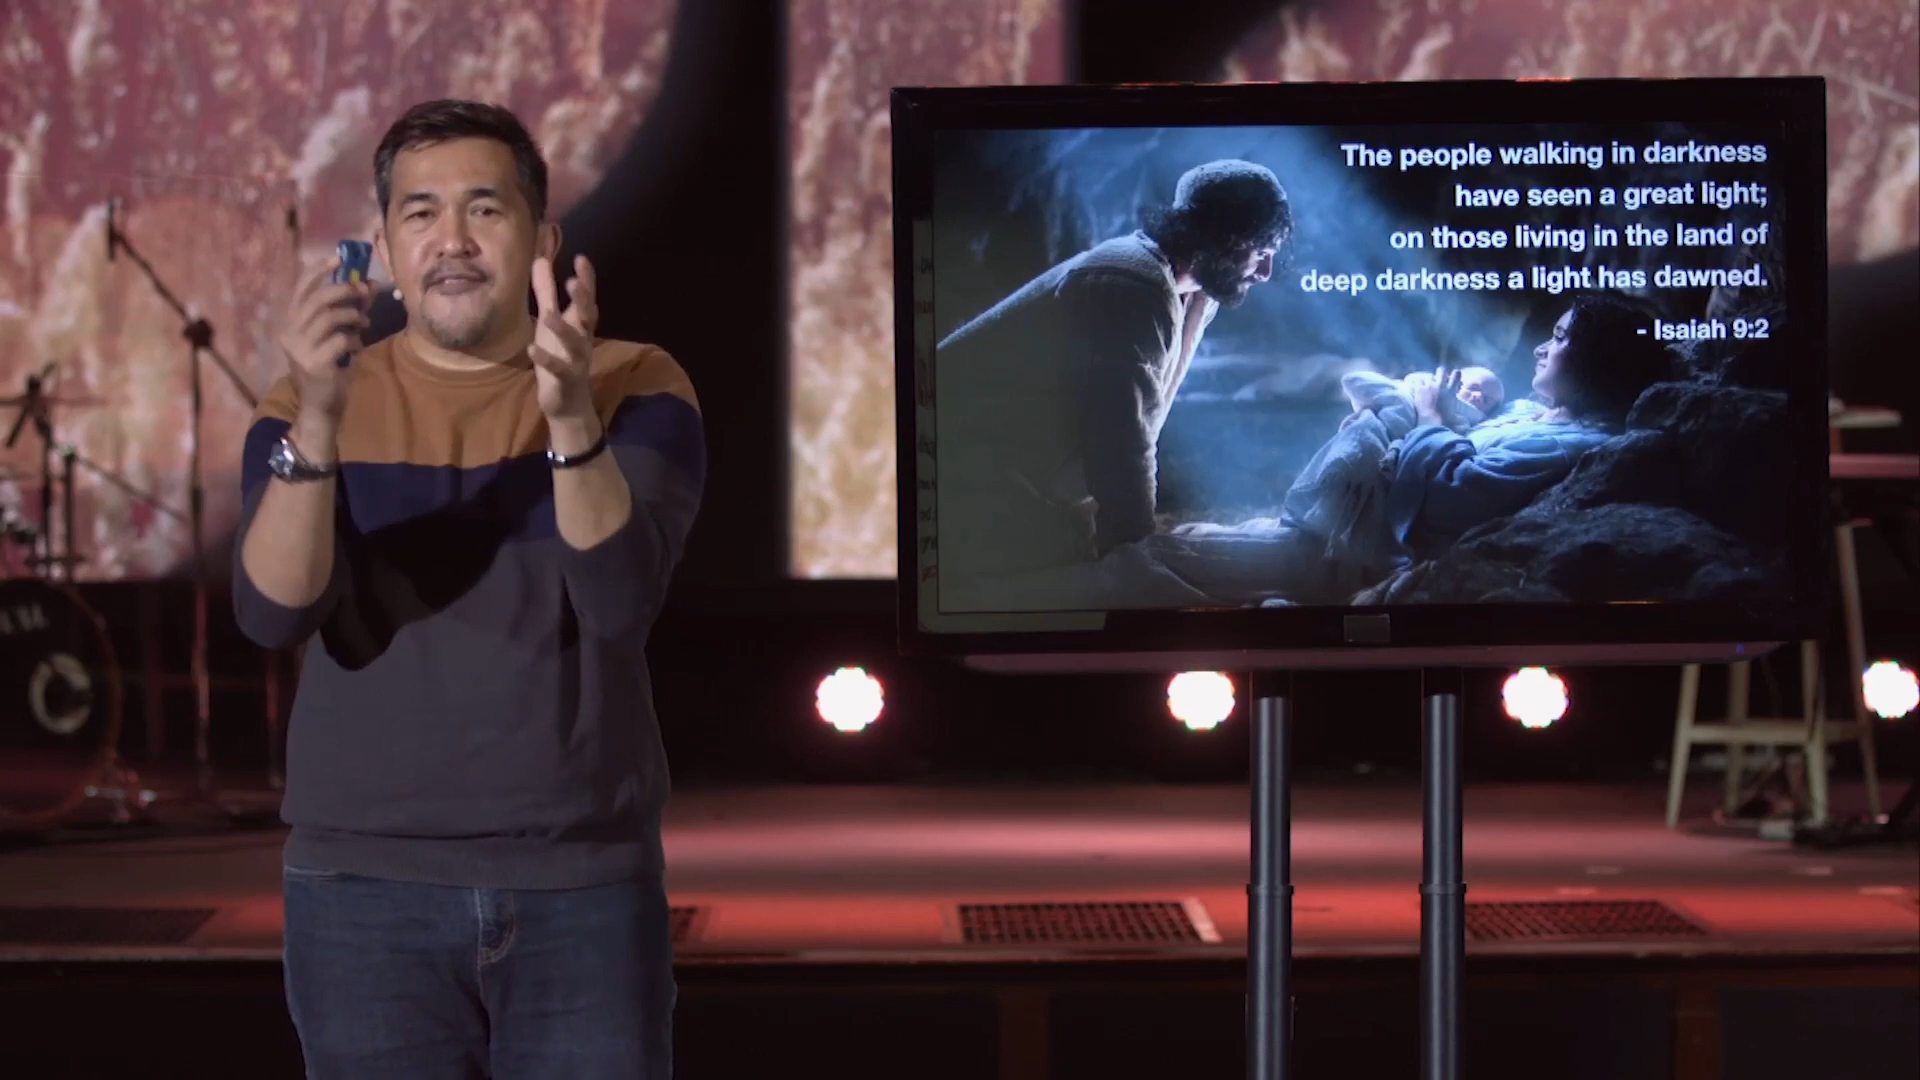 The people walking in darkness
have seen a great light;
on those living in the land of
deep darkness a light has dawned.
- Isaiah 9:2